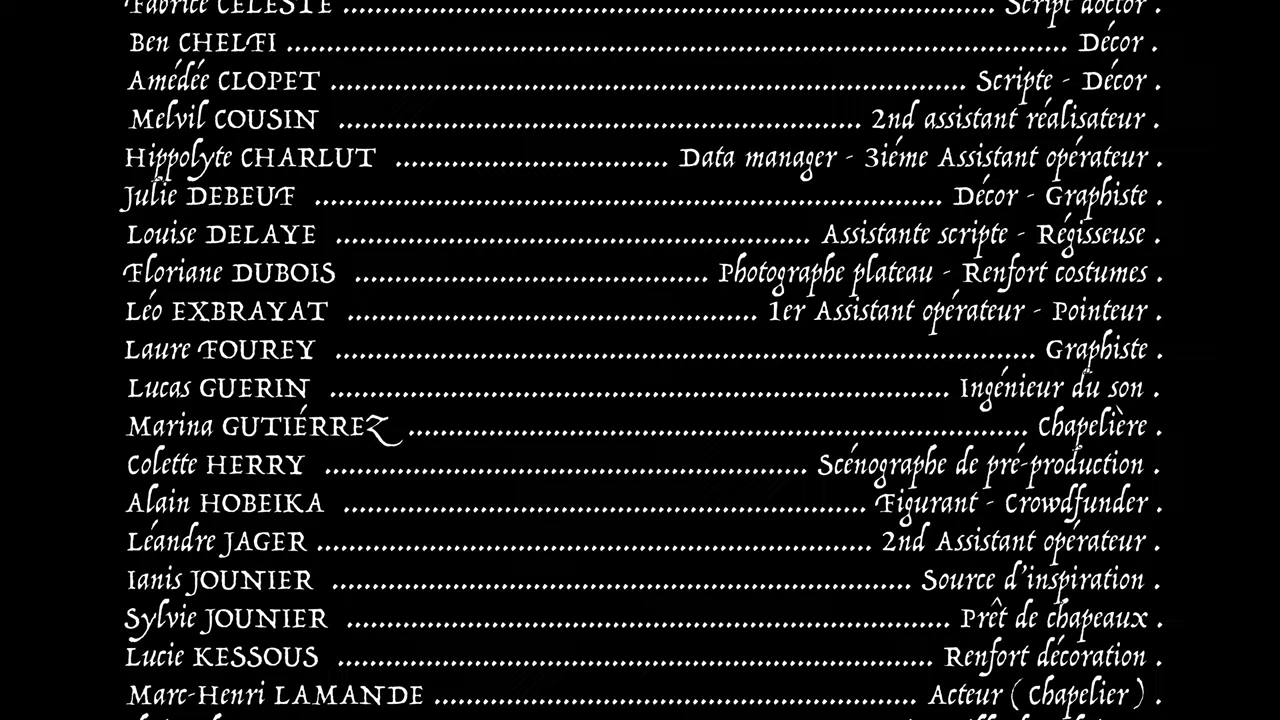 Fabrice CELESTE ........................ Script doctor .
Ben CHELFI ........................ Décor .
Amédée CLOPET ........................ Scripte - Décor .
Melvil COUSIN ........................ 2nd assistant réalisateur .
Hippolyte CHARLUT ........................ Data manager - 3iéme Assistant opérateur .
Julie DEBEUF ........................ Décor - Graphiste .
Louise DELAYE ........................ Assistante scripte - Régisseuse .
Floriane DUBOIS ........................ Photographe plateau - Renfort costumes .
Léo EXBRAYAT ........................ 1er Assistant opérateur - Pointeur .
Laure FOUREY ........................ Graphiste .
Lucas GUERIN ........................ Ingénieur du son .
Marina GUTIÉRREZ ........................ Chapelière .
Colette HERRY ........................ Scénographe de pré-production .
Alain HOBEIKA ........................ Figurant - Crowdfunder .
Léandre JAGER ........................ 2nd Assistant opérateur .
Ianis JOUNIER ........................ Source d'inspiration .
Sylvie JOUNIER ........................ Prêt de chapeaux .
Lucie KESSOUS ........................ Renfort décoration .
Marc-Henri LAMANDE ........................ Acteur ( Chapelier ) .